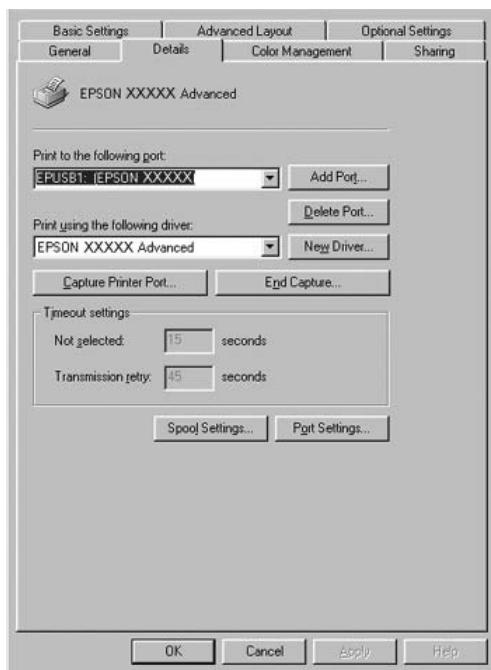 Basic Settings Advanced Layout Optional Settings
General Details Color Management Sharing
EPSON XXXXX Advanced
Print to the following port:
EPUSB1: (EPSON XXXXX Add Port...
Delete Port...
Print using the following driver:
EPSON XXXXX Advanced New Driver...
Capture Printer Port... End Capture...
Timeout settings
Not selected: 15 seconds
Transmission retry: 45 seconds
Spool Settings... Port Settings...
OK Cancel Apply Help